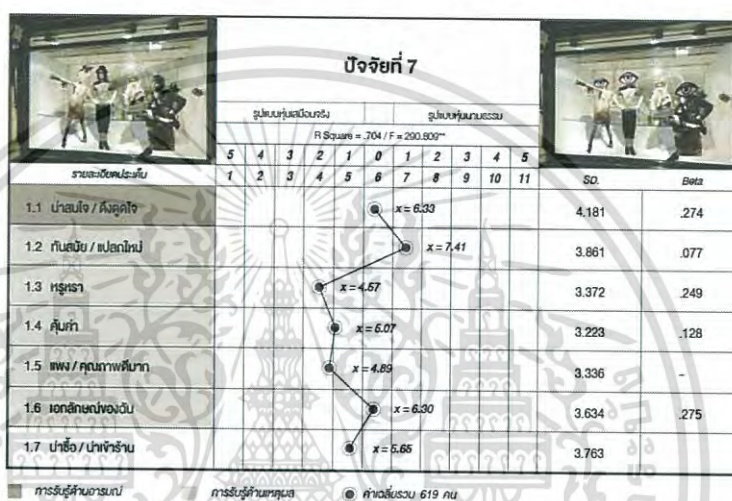 ปัจจัยที่ 7
รูปแบบหุ่นเสมือนจริง รูปแบบหุ่นนามธรรม
R Square = .704 / F = 290.809**
5 4 3 2 1 0 1 2 3 4 5
รายละเอียดประเด็น 1 2 3 4 5 6 7 8 9 10 11 SD. Beta
1.1 น่าสนใจ / ดึงดูดใจ x = 6.33 4.181 .274
1.2 ทันสมัย / แปลกใหม่ x = 7.41 3.861 .077
1.3 หรูหรา x = 4.57 3.372 .249
1.4 คุ้มค่า x = 5.07 3.223 .128
1.5 แพง / คุณภาพดีมาก x = 4.89 3.336 -
1.6 เอกลักษณ์ของฉัน x = 6.30 3.634 .275
1.7 น่าซื้อ / น่าเข้าร้าน x = 5.65 3.763
การรับรู้ด้านอารมณ์ การรับรู้ด้านเหตุผล ค่าเฉลี่ยรวม 619 คน